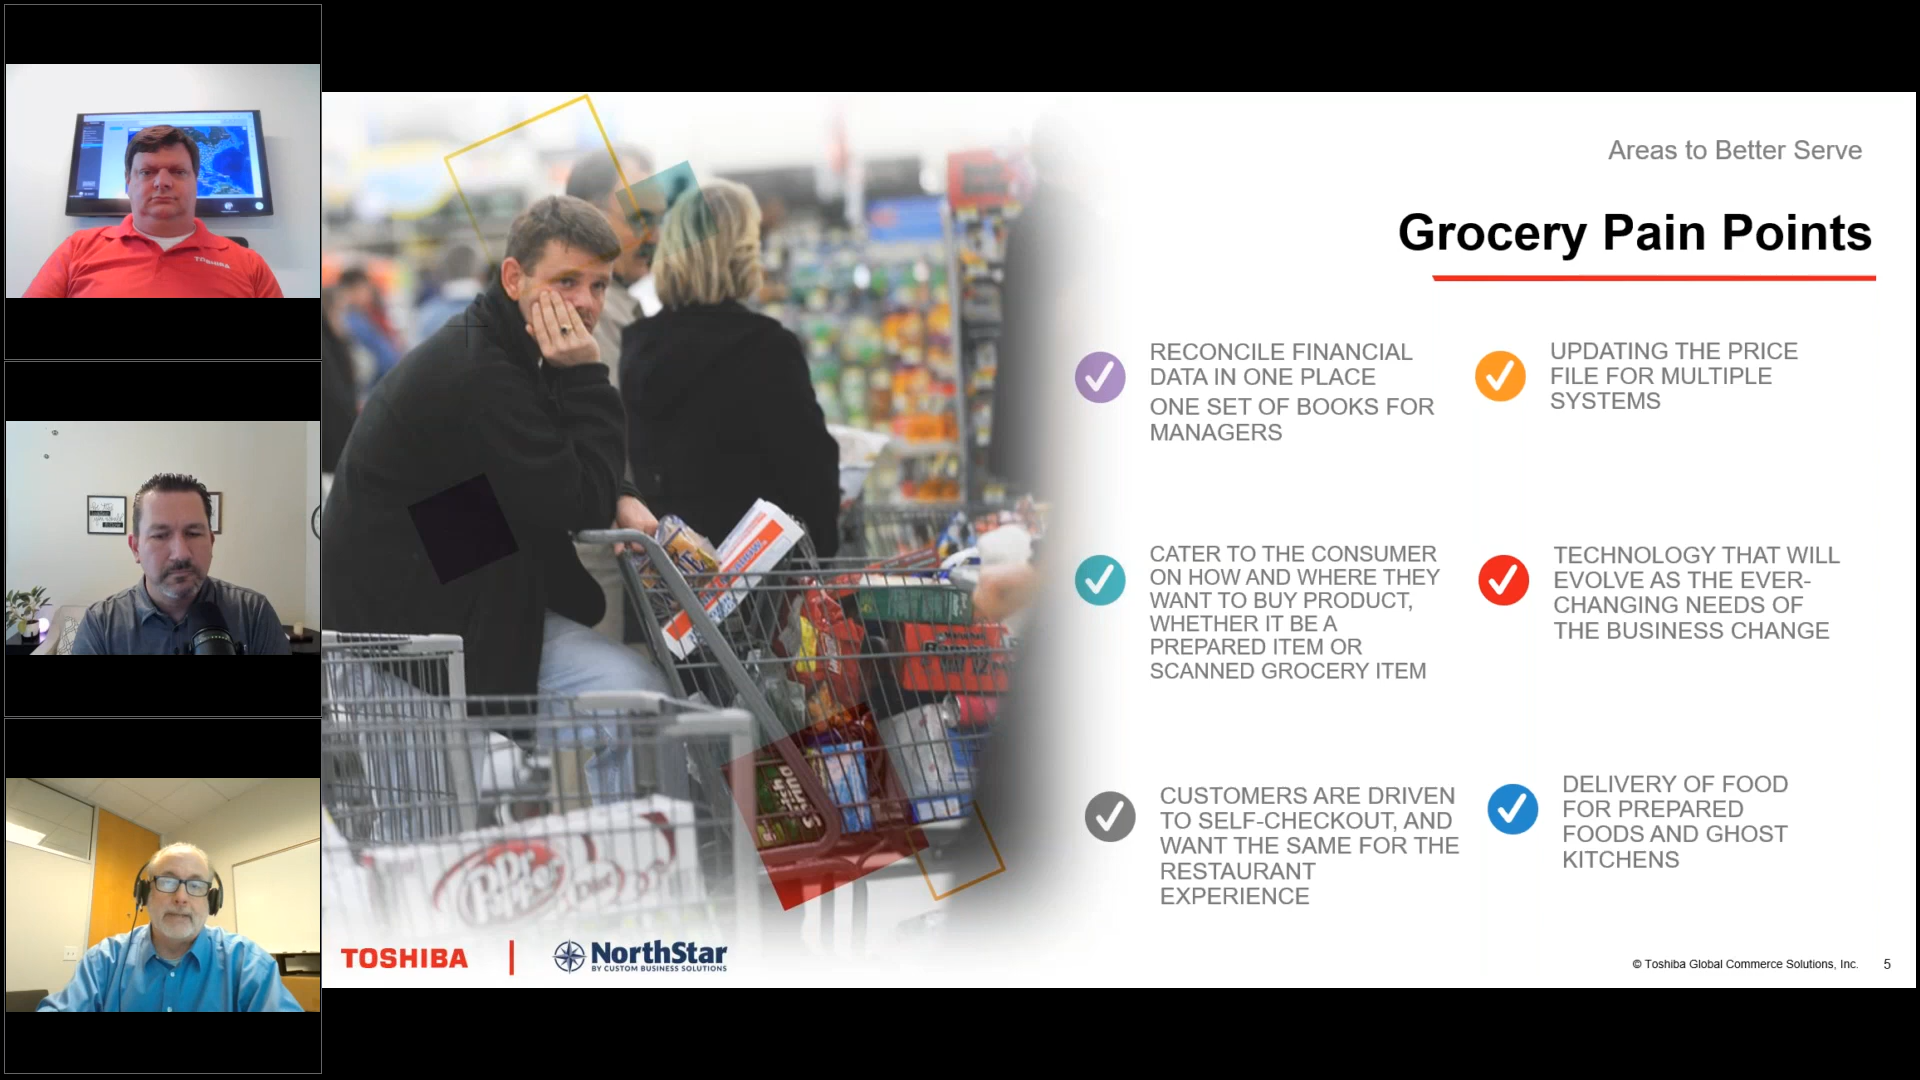 TOSHIBA
Areas to Better Serve
Grocery Pain Points
RECONCILE FINANCIAL
DATA IN ONE PLACE
ONE SET OF BOOKS FOR
MANAGERS
UPDATING THE PRICE
FILE FOR MULTIPLE
SYSTEMS
CATER TO THE CONSUMER
ON HOW AND WHERE THEY
WANT TO BUY PRODUCT,
WHETHER IT BE A
PREPARED ITEM OR
SCANNED GROCERY ITEM
TECHNOLOGY THAT WILL
EVOLVE AS THE EVER-
CHANGING NEEDS OF
THE BUSINESS CHANGE
CUSTOMERS ARE DRIVEN
TO SELF-CHECKOUT, AND
WANT THE SAME FOR THE
RESTAURANT
EXPERIENCE
DELIVERY OF FOOD
FOR PREPARED
FOODS AND GHOST
KITCHENS
Dr Pepper
TOSHIBA
NorthStar
BY CUSTOM BUSINESS SOLUTIONS
© Toshiba Global Commerce Solutions, Inc. 5